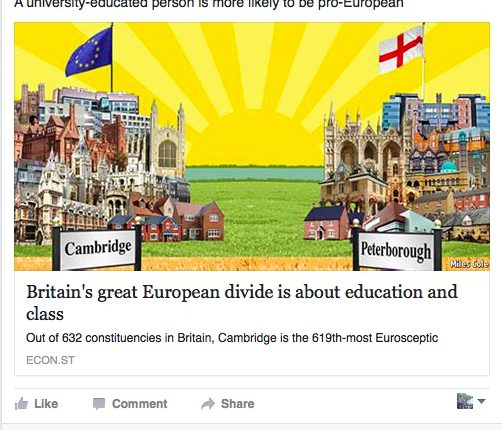 A university-educated person is more likely to be pro-European
Cambridge
Peterborough
Miles Cole
Britain's great European divide is about education and
class
Out of 632 constituencies in Britain, Cambridge is the 619th-most Eurosceptic
ECON.ST
Like Comment Share